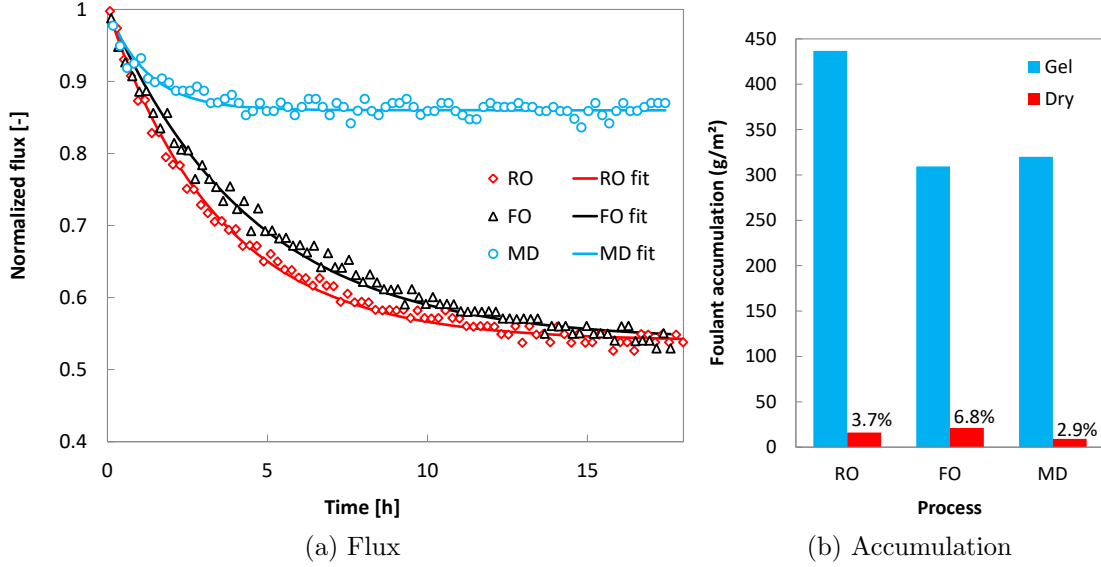 1
0.9
0.8
0.7
0.6
0.5
0.4
0
5
10
15
Normalized flux [-]
Time [h]
RO
RO fit
FO
FO fit
MD
MD fit
(a) Flux
450
400
350
300
250
200
150
100
50
0
Foulant accumulation (g/m²)
Gel
Dry
3.7%
6.8%
2.9%
RO
FO
MD
Process
(b) Accumulation